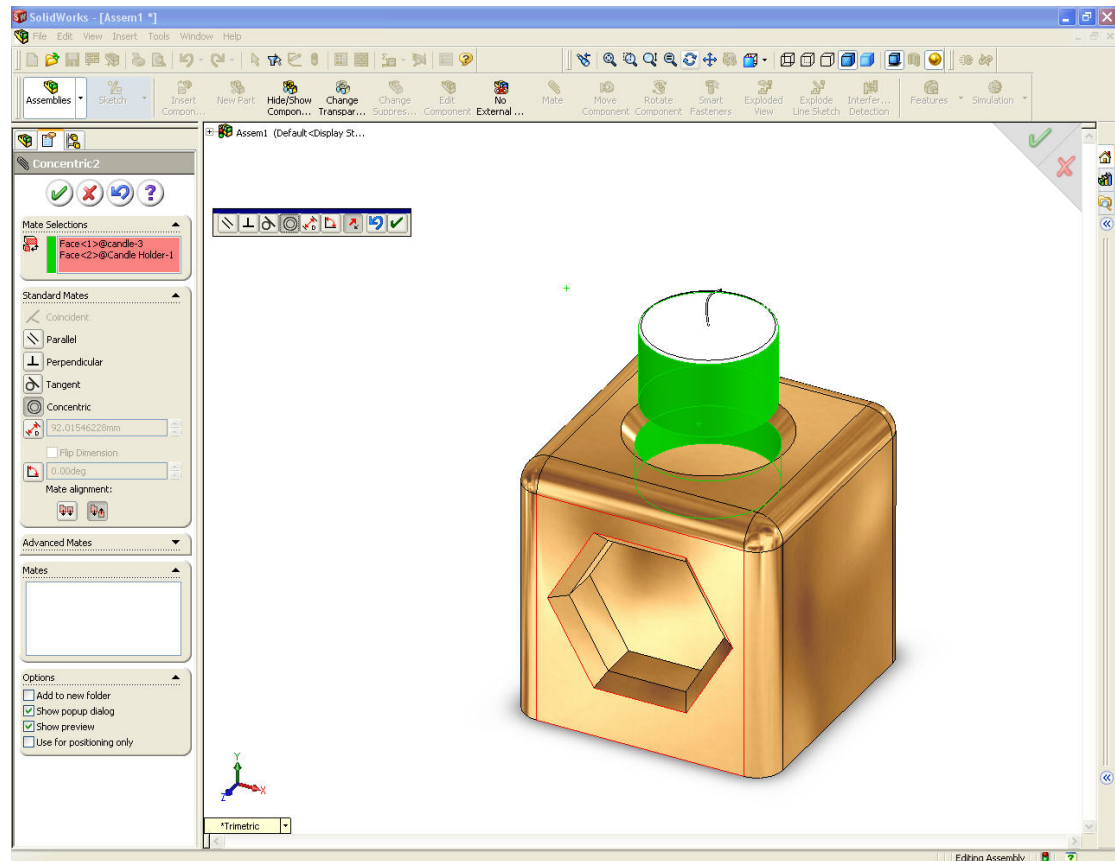 SolidWorks - [Assem1 *]
File Edit View Insert Tools Window Help
Assemblies Sketch Insert Compon... New Part Hide/Show Compon... Change Transpar... Change Suppres... Edit Component No External ... Mate Move Component Rotate Component Smart Fasteners Exploded View Explode Line Sketch Interfer... Detection Features Simulation
Assem1 (Default<Display St...
Concentric2
Mate Selections
Face<1>@candle-3
Face<2>@Candle Holder-1
Standard Mates
Coincident
Parallel
Perpendicular
Tangent
Concentric
92.01546228mm
Flip Dimension
0.00deg
Mate alignment:
Advanced Mates
Mates
Options
Add to new folder
Show popup dialog
Show preview
Use for positioning only
Y
X
Z
*Trimetric
Editing Assembly